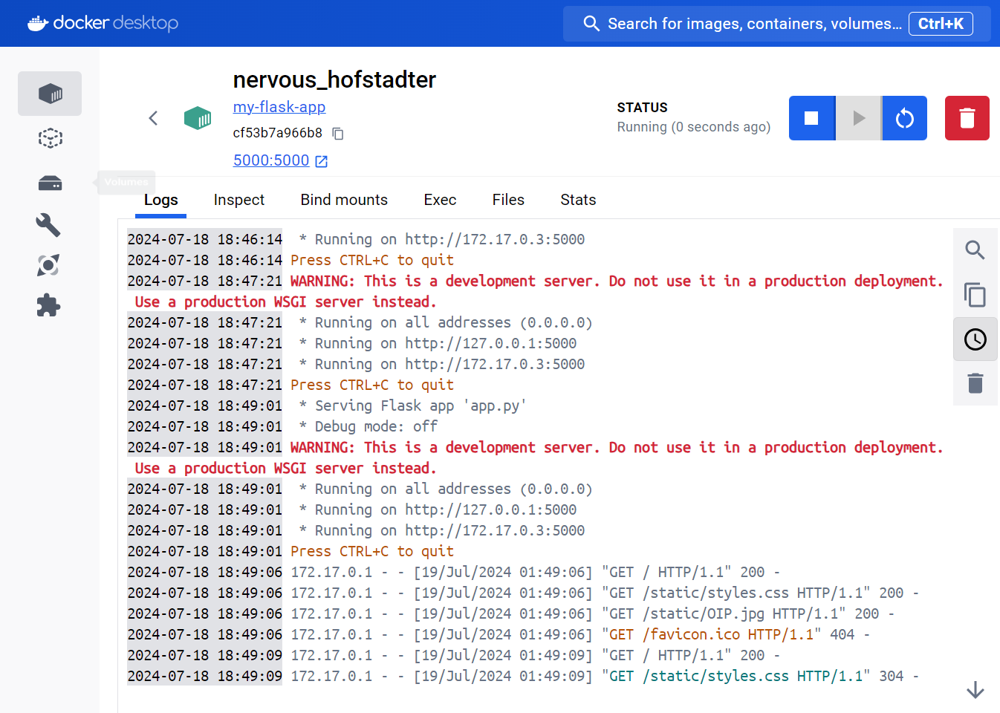 docker desktop
Search for images, containers, volumes... Ctrl+K
nervous_hofstadter
my-flask-app
cf53b7a966b8
5000:5000
STATUS
Running (0 seconds ago)
Volumes
Logs Inspect Bind mounts Exec Files Stats
2024-07-18 18:46:14  * Running on http://172.17.0.3:5000
2024-07-18 18:46:14 Press CTRL+C to quit
2024-07-18 18:47:21 WARNING: This is a development server. Do not use it in a production deployment.
Use a production WSGI server instead.
2024-07-18 18:47:21  * Running on all addresses (0.0.0.0)
2024-07-18 18:47:21  * Running on http://127.0.0.1:5000
2024-07-18 18:47:21  * Running on http://172.17.0.3:5000
2024-07-18 18:47:21 Press CTRL+C to quit
2024-07-18 18:49:01  * Serving Flask app 'app.py'
2024-07-18 18:49:01  * Debug mode: off
2024-07-18 18:49:01 WARNING: This is a development server. Do not use it in a production deployment.
Use a production WSGI server instead.
2024-07-18 18:49:01  * Running on all addresses (0.0.0.0)
2024-07-18 18:49:01  * Running on http://127.0.0.1:5000
2024-07-18 18:49:01  * Running on http://172.17.0.3:5000
2024-07-18 18:49:01 Press CTRL+C to quit
2024-07-18 18:49:06 172.17.0.1 - - [19/Jul/2024 01:49:06] "GET / HTTP/1.1" 200 -
2024-07-18 18:49:06 172.17.0.1 - - [19/Jul/2024 01:49:06] "GET /static/styles.css HTTP/1.1" 200 -
2024-07-18 18:49:06 172.17.0.1 - - [19/Jul/2024 01:49:06] "GET /static/OIP.jpg HTTP/1.1" 200 -
2024-07-18 18:49:06 172.17.0.1 - - [19/Jul/2024 01:49:06] "GET /favicon.ico HTTP/1.1" 404 -
2024-07-18 18:49:09 172.17.0.1 - - [19/Jul/2024 01:49:09] "GET / HTTP/1.1" 200 -
2024-07-18 18:49:09 172.17.0.1 - - [19/Jul/2024 01:49:09] "GET /static/styles.css HTTP/1.1" 304 -